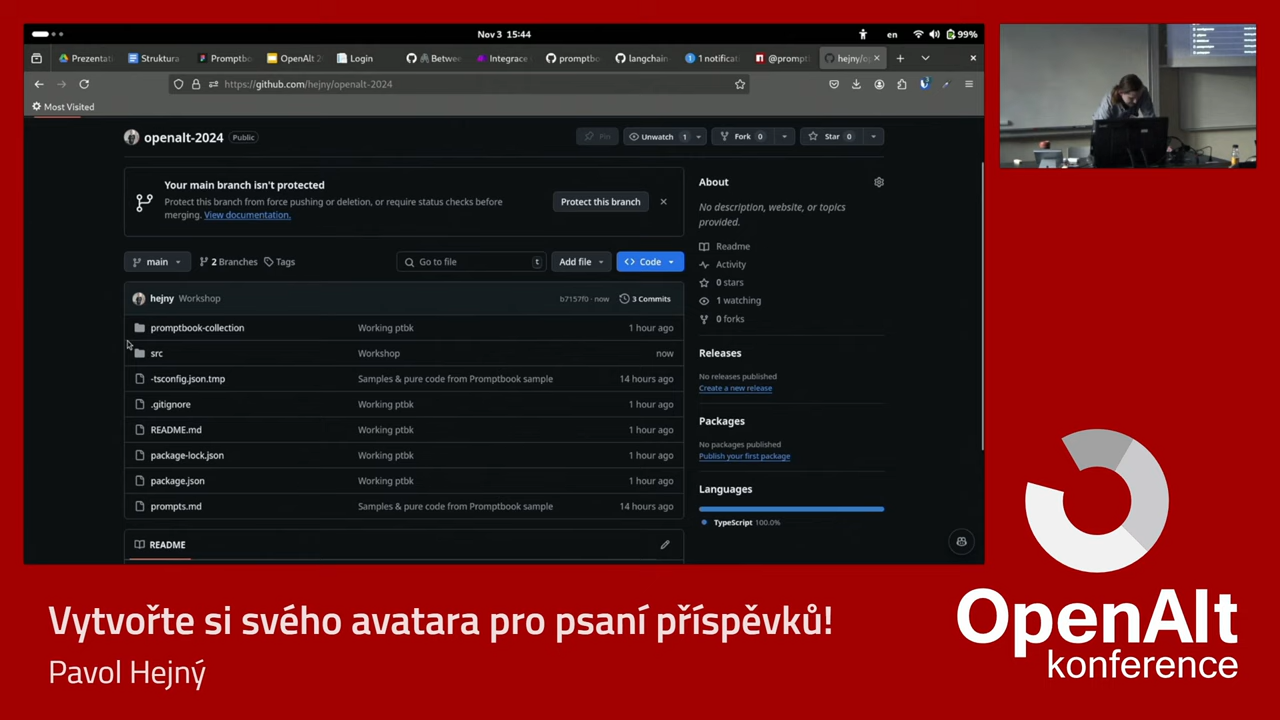 Nov 3 15:44
en
99%
Prezentati
Struktura
Promptbo
OpenAlt 2
Login
Betwee
Integrace
promptbo
langchain
1 notificat
@prompt
hejny/o
https://github.com/hejny/openalt-2024
Most Visited
openalt-2024 Public
Pin
Unwatch 1
Fork 0
Star 0
Your main branch isn't protected
Protect this branch from force pushing or deletion, or require status checks before
merging. View documentation.
Protect this branch
main
2 Branches
Tags
Go to file
t
Add file
Code
hejny Workshop
b7157f0 · now
3 Commits
promptbook-collection Working ptbk 1 hour ago
src Workshop now
-tsconfig.json.tmp Samples & pure code from Promptbook sample 14 hours ago
.gitignore Working ptbk 1 hour ago
README.md Working ptbk 1 hour ago
package-lock.json Working ptbk 1 hour ago
package.json Working ptbk 1 hour ago
prompts.md Samples & pure code from Promptbook sample 14 hours ago
README
About
No description, website, or topics
provided.
Readme
Activity
0 stars
1 watching
0 forks
Releases
No releases published
Create a new release
Packages
No packages published
Publish your first package
Languages
TypeScript 100.0%
Vytvořte si svého avatara pro psaní příspěvků!
Pavol Hejný
OpenAlt
konference